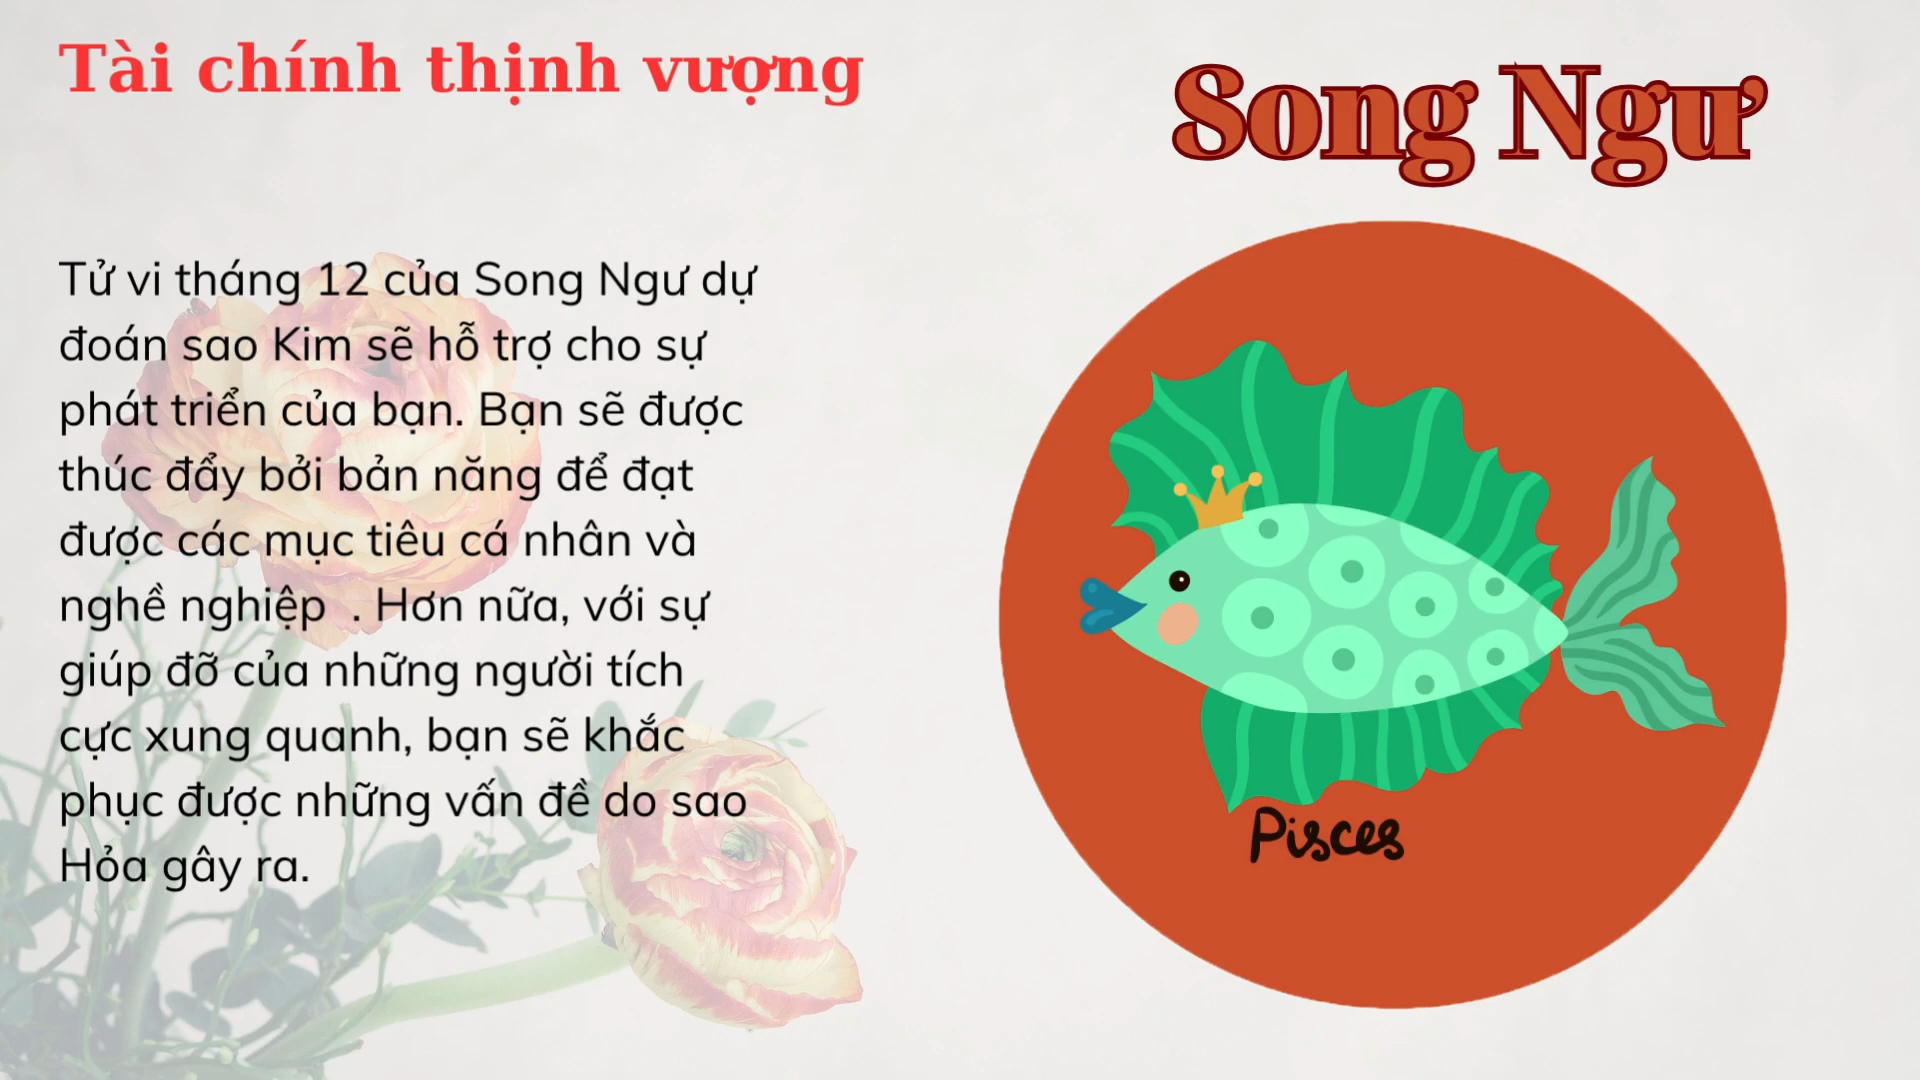 Tài chính thịnh vượng
Song Ngư
Tử vi tháng 12 của Song Ngư dự
đoán sao Kim sẽ hỗ trợ cho sự
phát triển của bạn. Bạn sẽ được
thúc đẩy bởi bản năng để đạt
được các mục tiêu cá nhân và
nghề nghiệp  . Hơn nữa, với sự
giúp đỡ của những người tích
cực xung quanh, bạn sẽ khắc
phục được những vấn đề do sao
Hỏa gây ra.
Pisces